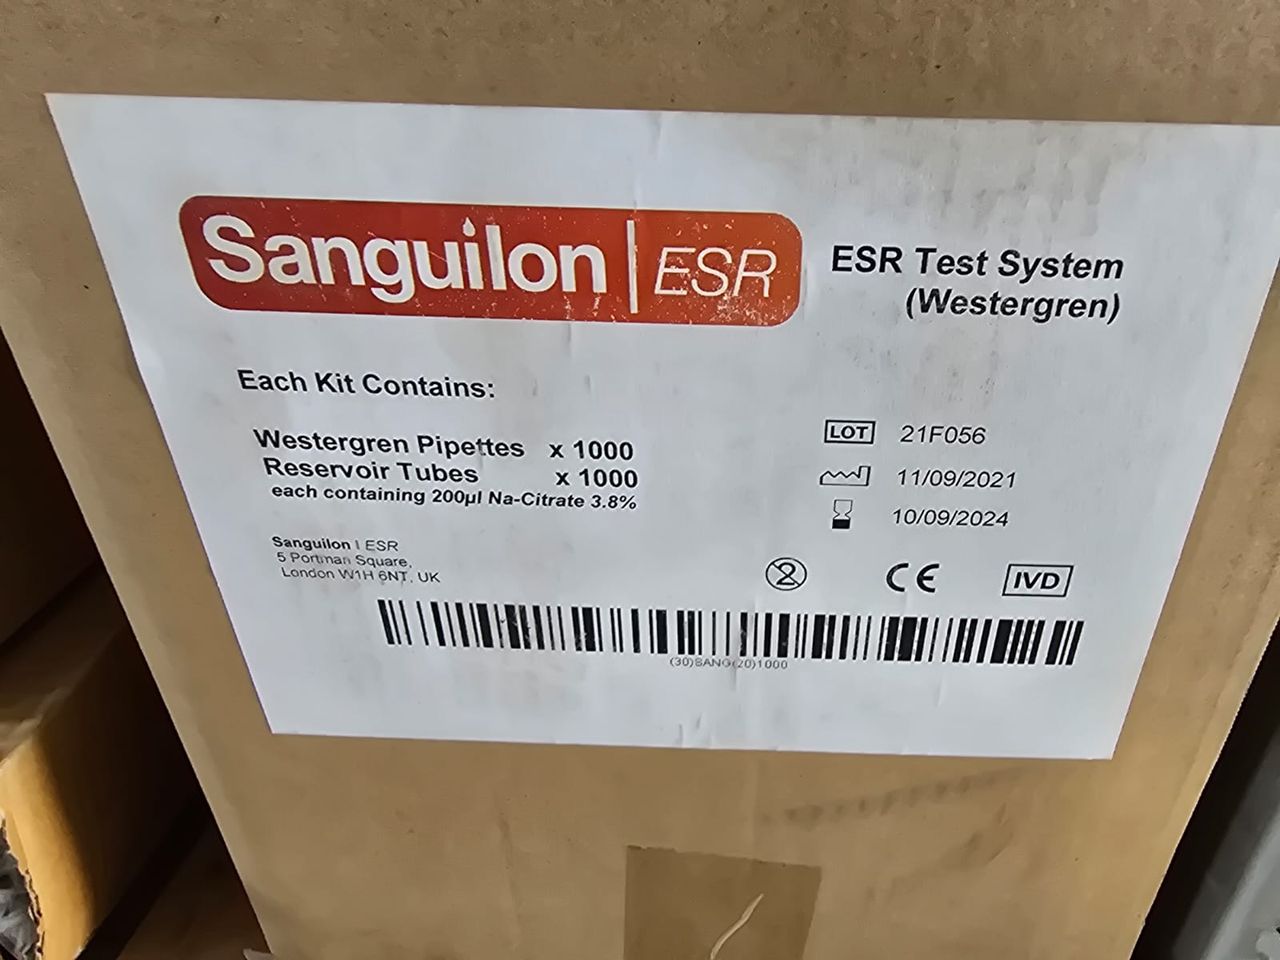 Sanguilon | ESR
ESR Test System
(Westergren)
Each Kit Contains:
Westergren Pipettes x 1000
Reservoir Tubes x 1000
each containing 200µl Na-Citrate 3.8%
LOT 21F056
11/09/2021
10/09/2024
Sanguilon | ESR
5 Portman Square,
London W1H 6NT, UK
2 CE IVD
(30)SANG(20)1000